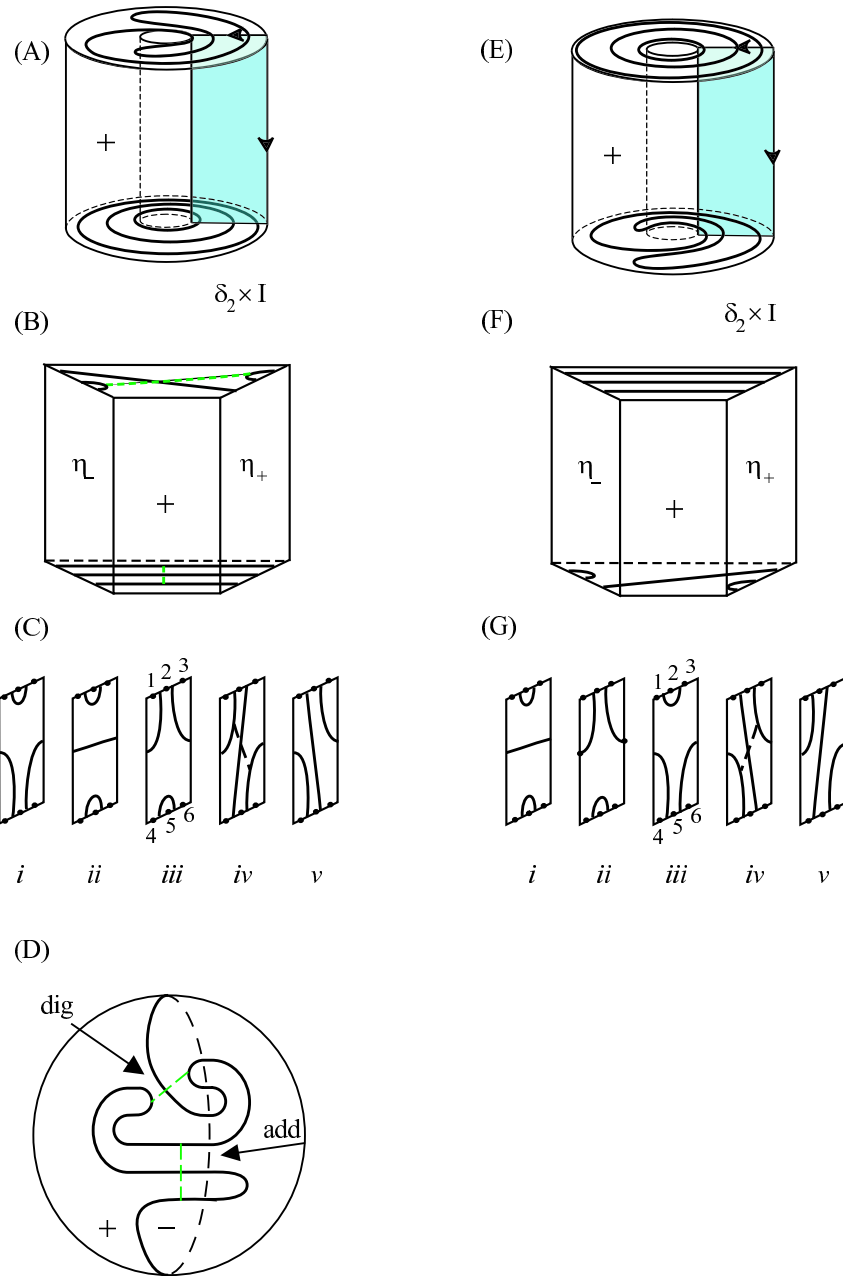 (A)
(E)
+
+
δ₂ × I
(B)
(F)
δ₂ × I
η₋
η₊
+
η₋
η₊
+
(C)
(G)
1 2 3
1 2 3
4 5 6
4 5 6
i ii iii iv v
i ii iii iv v
(D)
dig
add
+ −